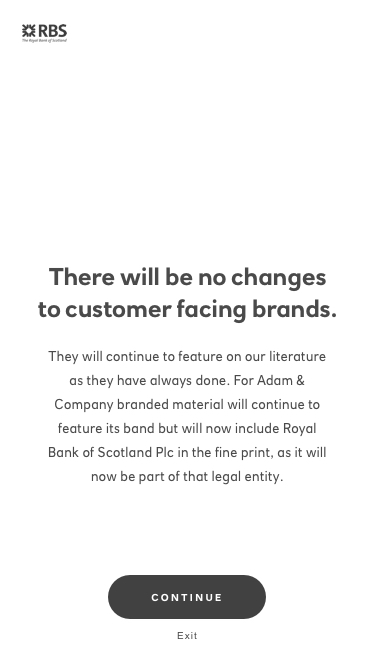 RBS
The Royal Bank of Scotland
There will be no changes
to customer facing brands.
They will continue to feature on our literature
as they have always done. For Adam &
Company branded material will continue to
feature its band but will now include Royal
Bank of Scotland Plc in the fine print, as it will
now be part of that legal entity.
CONTINUE
Exit